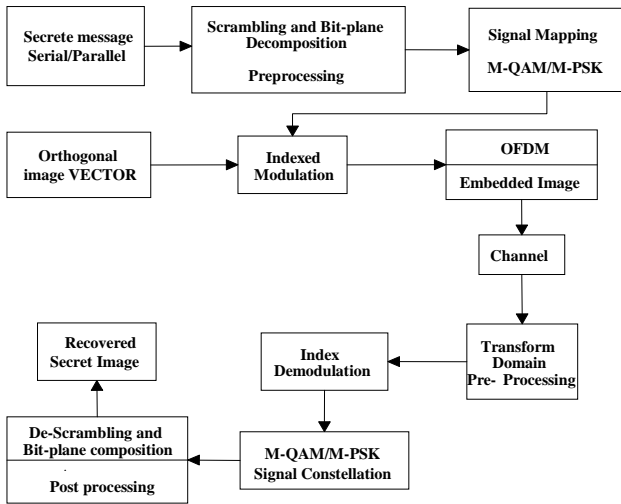 Secrete message
Serial/Parallel
Scrambling and Bit-plane
Decomposition
Preprocessing
Signal Mapping
M-QAM/M-PSK
Orthogonal
image VECTOR
Indexed
Modulation
OFDM
Embedded Image
Channel
Transform
Domain
Pre- Processing
Index
Demodulation
Recovered
Secret Image
M-QAM/M-PSK
Signal Constellation
De-Scrambling and
Bit-plane composition
Post processing